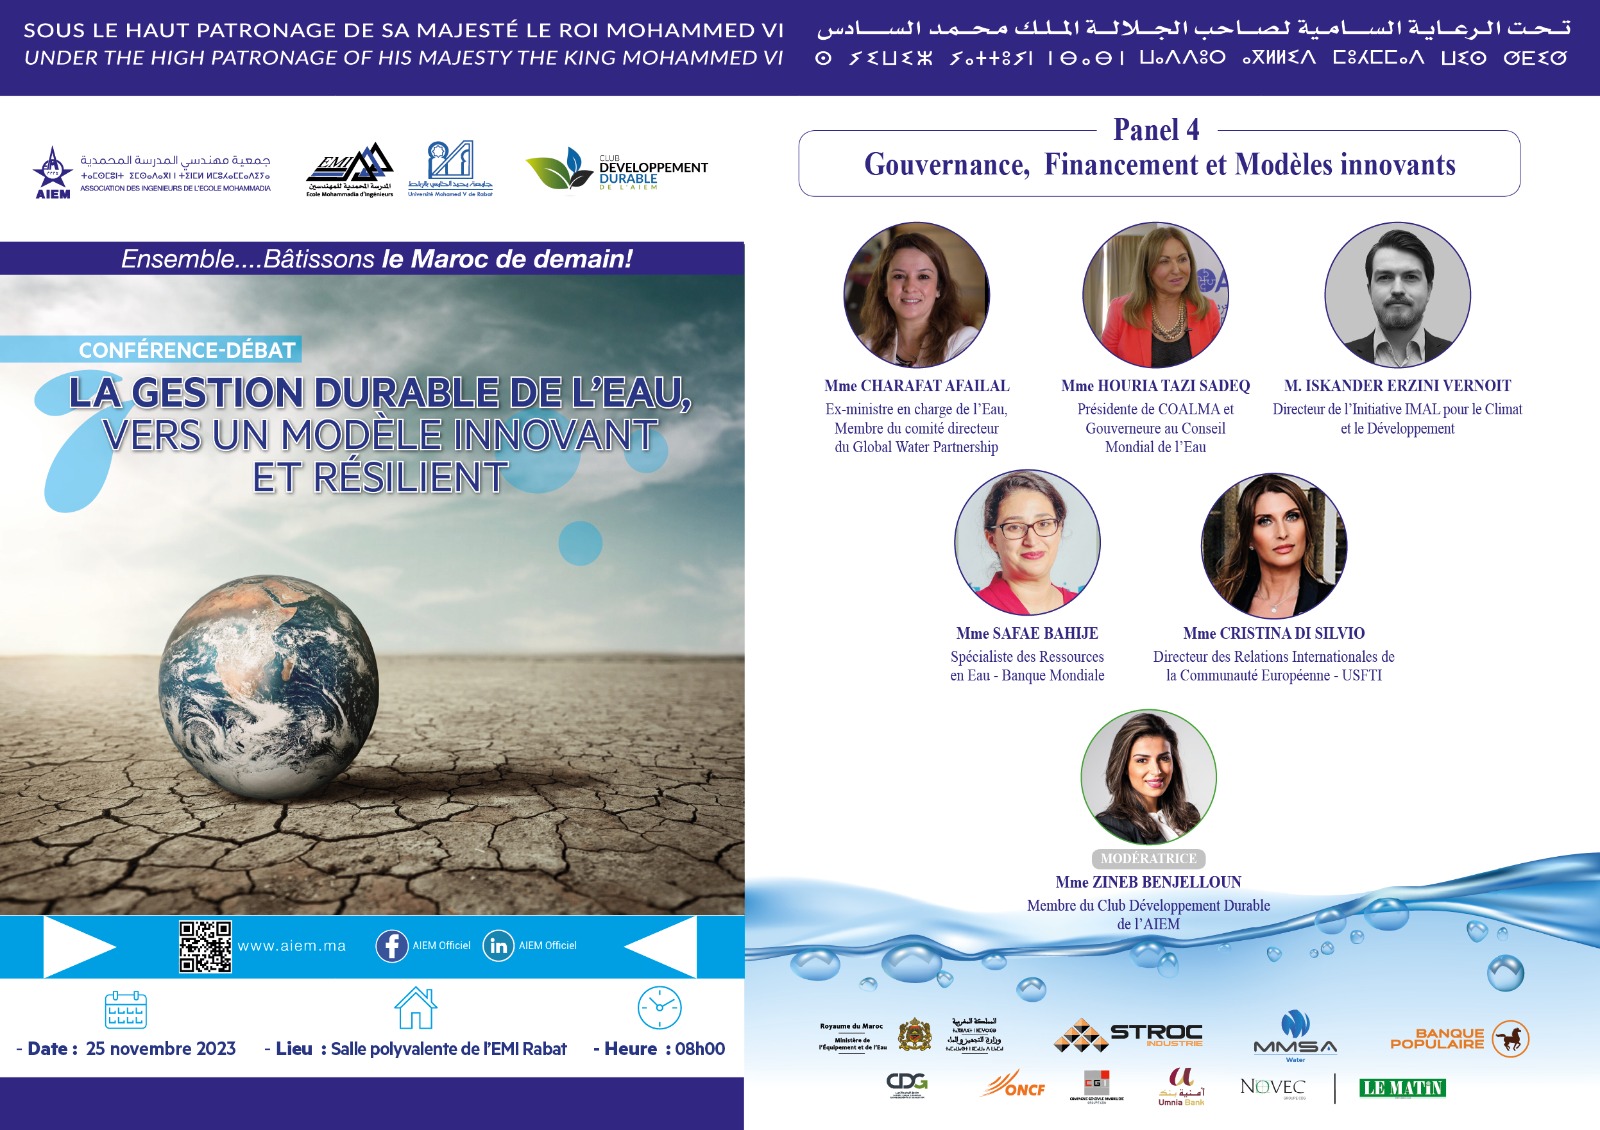 SOUS LE HAUT PATRONAGE DE SA MAJESTÉ LE ROI MOHAMMED VI
UNDER THE HIGH PATRONAGE OF HIS MAJESTY THE KING MOHAMMED VI
تحت الرعاية السامية لصاحب الجلالة الملك محمد السادس
AIEM
جمعية مهندسي المدرسة المحمدية
ASSOCIATION DES INGENIEURS DE L'ECOLE MOHAMMADIA
EMI
المدرسة المحمدية للمهندسين
Ecole Mohammadia d'Ingénieurs
جامعة محمد الخامس بالرباط
Université Mohamed V de Rabat
CLUB
DEVELOPPEMENT
DURABLE
DE L'AIEM
Ensemble....Bâtissons le Maroc de demain!
CONFÉRENCE-DÉBAT
LA GESTION DURABLE DE L'EAU,
VERS UN MODÈLE INNOVANT
ET RÉSILIENT
www.aiem.ma
AIEM Officiel
in AIEM Officiel
- Date : 25 novembre 2023
- Lieu : Salle polyvalente de l'EMI Rabat
- Heure : 08h00
Panel 4
Gouvernance, Financement et Modèles innovants
Mme CHARAFAT AFAILAL
Ex-ministre en charge de l'Eau,
Membre du comité directeur
du Global Water Partnership
Mme HOURIA TAZI SADEQ
Présidente de COALMA et
Gouverneure au Conseil
Mondial de l'Eau
M. ISKANDER ERZINI VERNOIT
Directeur de l'Initiative IMAL pour le Climat
et le Développement
Mme SAFAE BAHIJE
Spécialiste des Ressources
en Eau - Banque Mondiale
Mme CRISTINA DI SILVIO
Directeur des Relations Internationales de
la Communauté Européenne - USFTI
MODÉRATRICE
Mme ZINEB BENJELLOUN
Membre du Club Développement Durable
de l'AIEM
Royaume du Maroc
Ministère de
l'Équipement et de l'Eau
المملكة المغربية
وزارة التجهيز والماء
STROC
INDUSTRIE
MMSA
Water
BANQUE
POPULAIRE
CDG
ONCF
CGI
أمنية بنك
Umnia Bank
NOVEC
LE MATIN